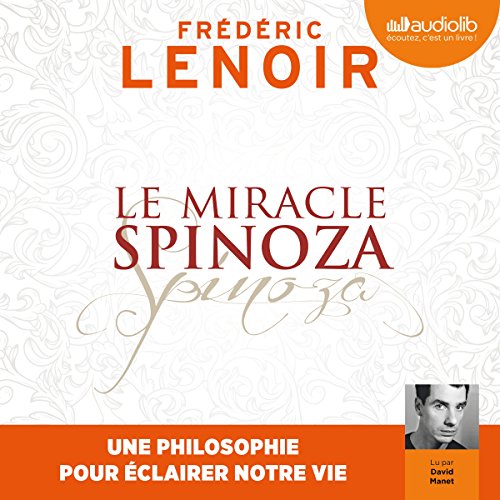 FRÉDÉRIC
LENOIR
audiolib
écoutez, c'est un livre !
LE MIRACLE
SPINOZA
Spinoza
UNE PHILOSOPHIE
POUR ÉCLAIRER NOTRE VIE
Lu par
David
Manet